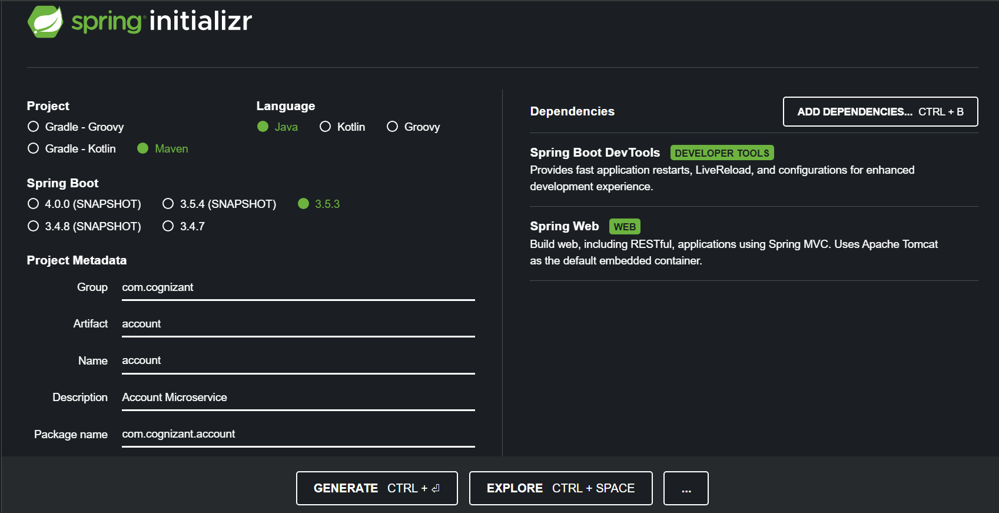 spring initializr
Project
Gradle - Groovy
Gradle - Kotlin Maven
Language
Java Kotlin Groovy
Spring Boot
4.0.0 (SNAPSHOT) 3.5.4 (SNAPSHOT) 3.5.3
3.4.8 (SNAPSHOT) 3.4.7
Project Metadata
Group com.cognizant
Artifact account
Name account
Description Account Microservice
Package name com.cognizant.account
Dependencies
ADD DEPENDENCIES... CTRL + B
Spring Boot DevTools DEVELOPER TOOLS
Provides fast application restarts, LiveReload, and configurations for enhanced
development experience.
Spring Web WEB
Build web, including RESTful, applications using Spring MVC. Uses Apache Tomcat
as the default embedded container.
GENERATE CTRL + ⏎
EXPLORE CTRL + SPACE
...